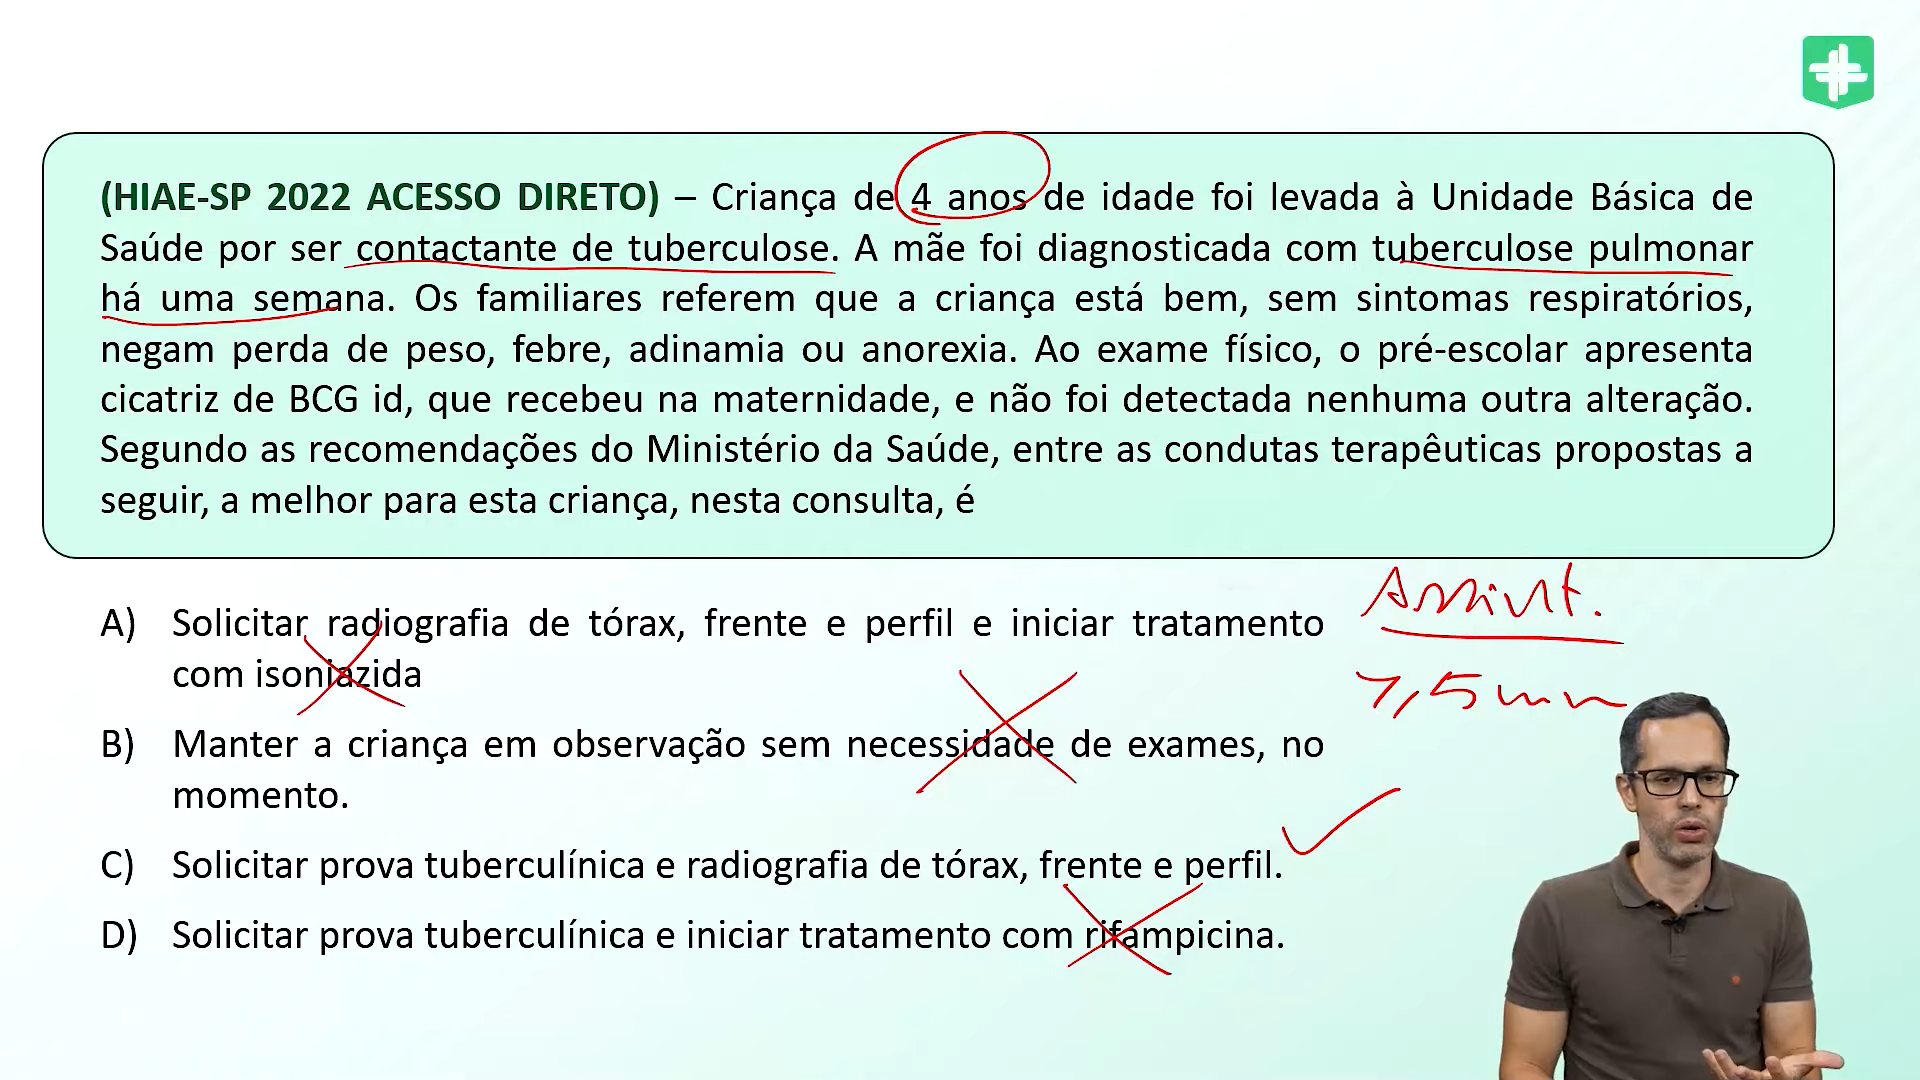 (HIAE-SP 2022 ACESSO DIRETO) – Criança de 4 anos de idade foi levada à Unidade Básica de
Saúde por ser contactante de tuberculose. A mãe foi diagnosticada com tuberculose pulmonar
há uma semana. Os familiares referem que a criança está bem, sem sintomas respiratórios,
negam perda de peso, febre, adinamia ou anorexia. Ao exame físico, o pré-escolar apresenta
cicatriz de BCG id, que recebeu na maternidade, e não foi detectada nenhuma outra alteração.
Segundo as recomendações do Ministério da Saúde, entre as condutas terapêuticas propostas a
seguir, a melhor para esta criança, nesta consulta, é
A) Solicitar radiografia de tórax, frente e perfil e iniciar tratamento
com isoniazida
B) Manter a criança em observação sem necessidade de exames, no
momento.
C) Solicitar prova tuberculínica e radiografia de tórax, frente e perfil.
D) Solicitar prova tuberculínica e iniciar tratamento com rifampicina.